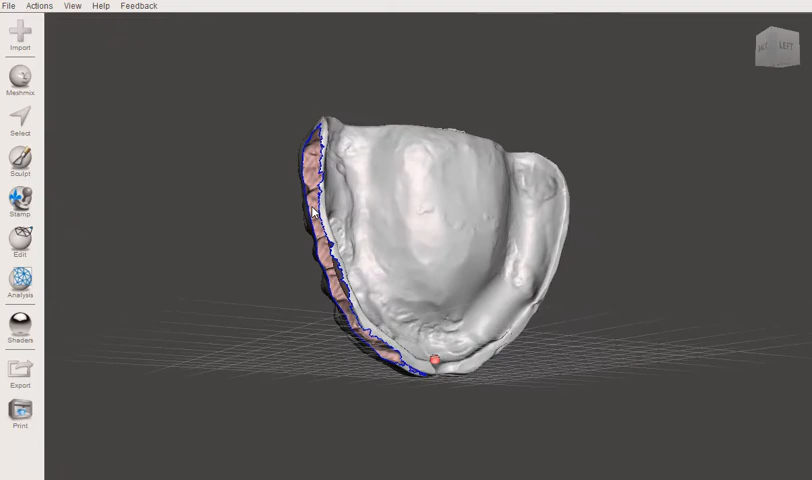 File Actions View Help Feedback
Import
Meshmix
Select
Sculpt
Stamp
Edit
Analysis
Shaders
Export
Print
LEFT